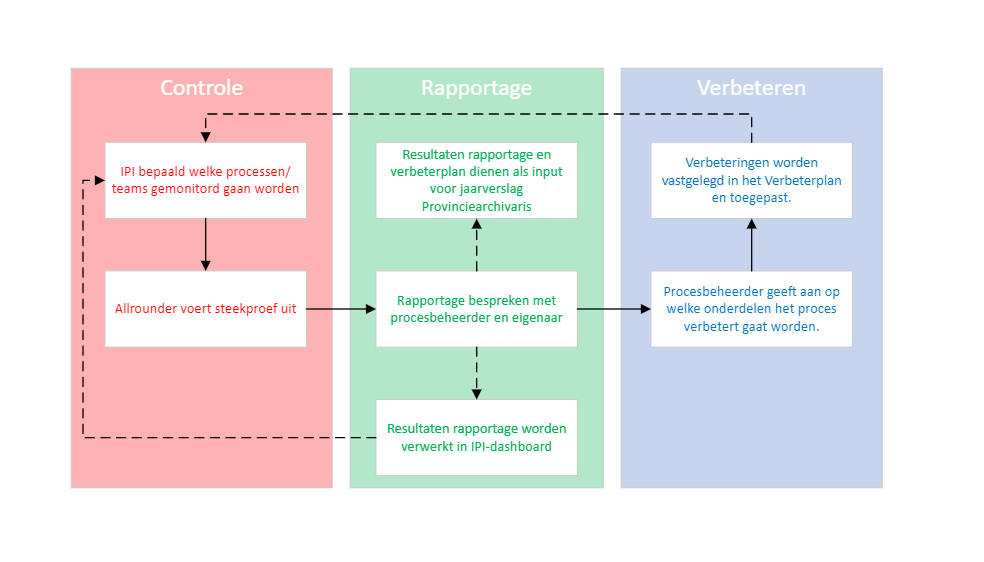 Controle
IPI bepaald welke processen/
teams gemonitord gaan worden
Allrounder voert steekproef uit
Rapportage
Resultaten rapportage en
verbeterplan dienen als input
voor jaarverslag
Provinciearchivaris
Rapportage bespreken met
procesbeheerder en eigenaar
Resultaten rapportage worden
verwerkt in IPI-dashboard
Verbeteren
Verbeteringen worden
vastgelegd in het Verbeterplan
en toegepast.
Procesbeheerder geeft aan op
welke onderdelen het proces
verbetert gaat worden.